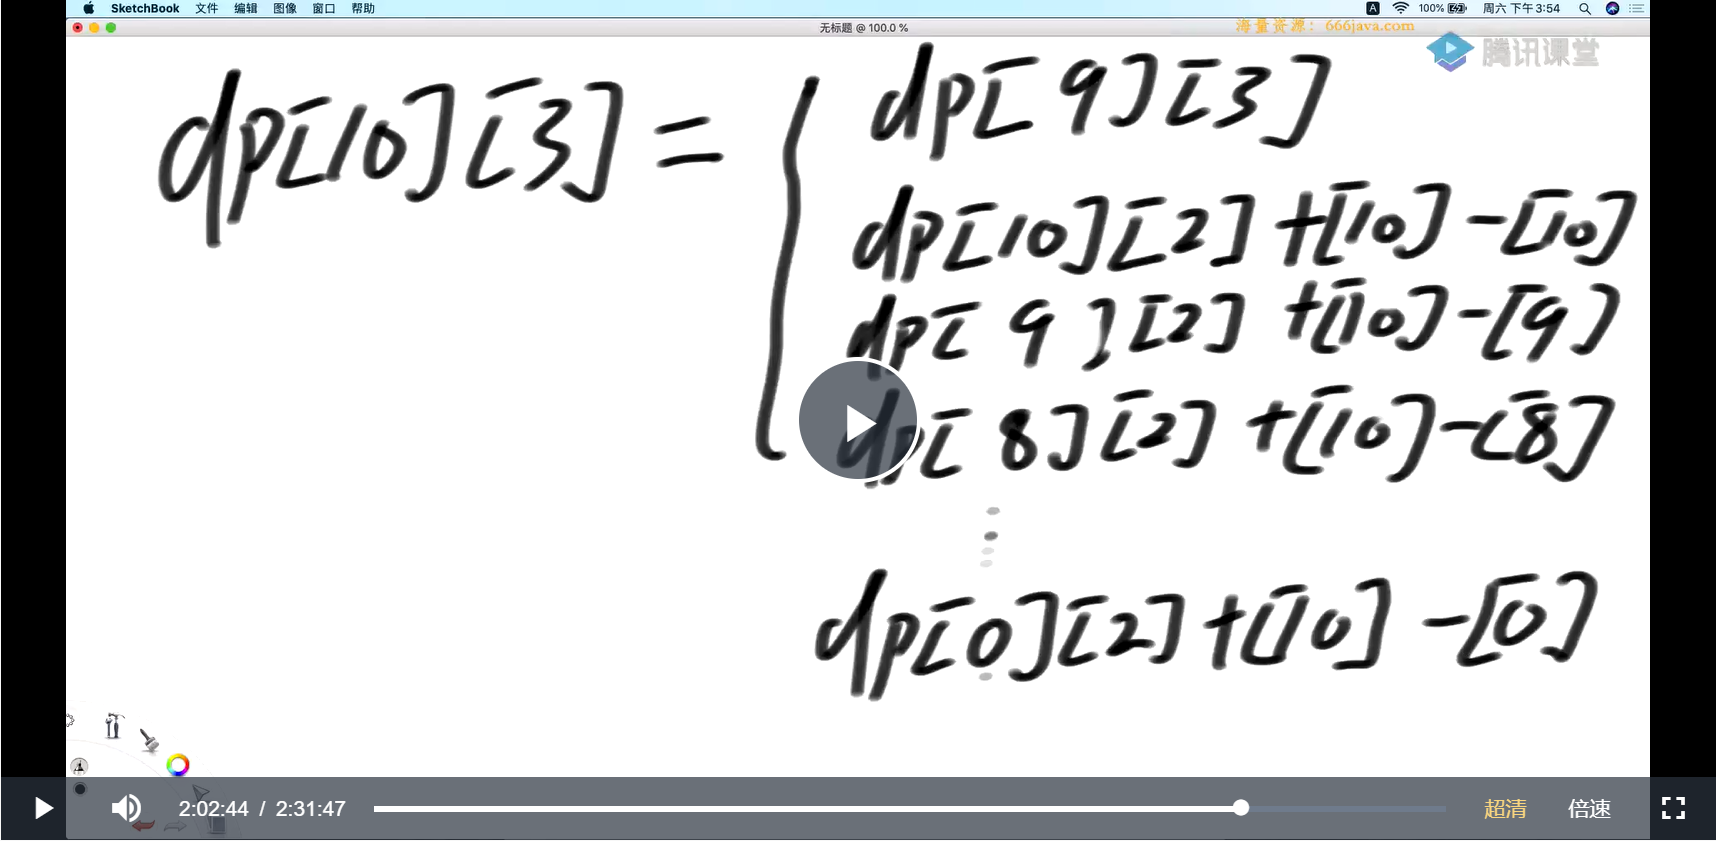 SketchBook 文件 编辑 图像 窗口 帮助 A 100% 周六 下午3:54
无标题 @ 100.0 %
海量资源：666java.com
腾讯课堂
dp[10][3] =
dp[9][3]
dp[10][2] +[10] -[10]
dp[9][2] +[10] -[9]
dp[8][2] +[10] -[8]
dp[0][2] +[10] -[0]
2:02:44 / 2:31:47 超清 倍速